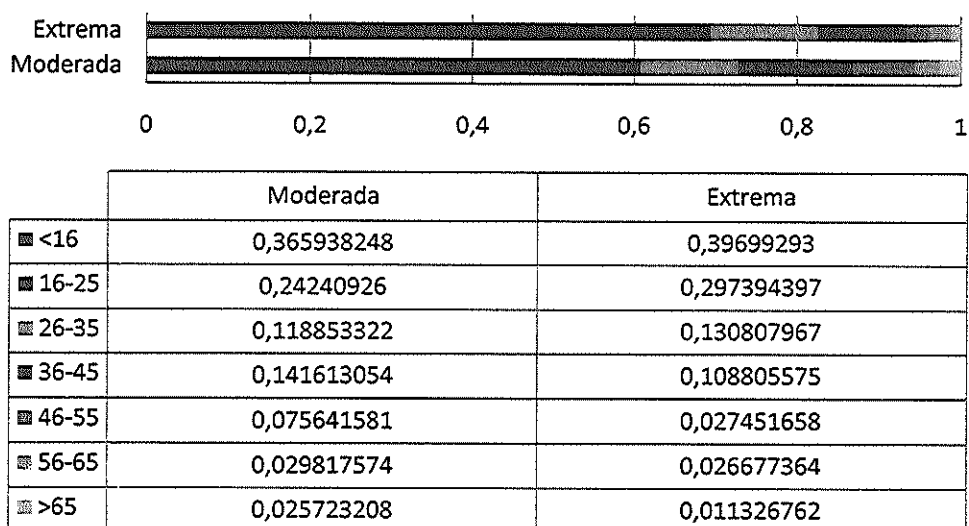 Extrema
Moderada
0 0,2 0,4 0,6 0,8 1
Moderada Extrema
<16 0,365938248 0,39699293
16-25 0,24240926 0,297394397
26-35 0,118853322 0,130807967
36-45 0,141613054 0,108805575
46-55 0,075641581 0,027451658
56-65 0,029817574 0,026677364
>65 0,025723208 0,011326762